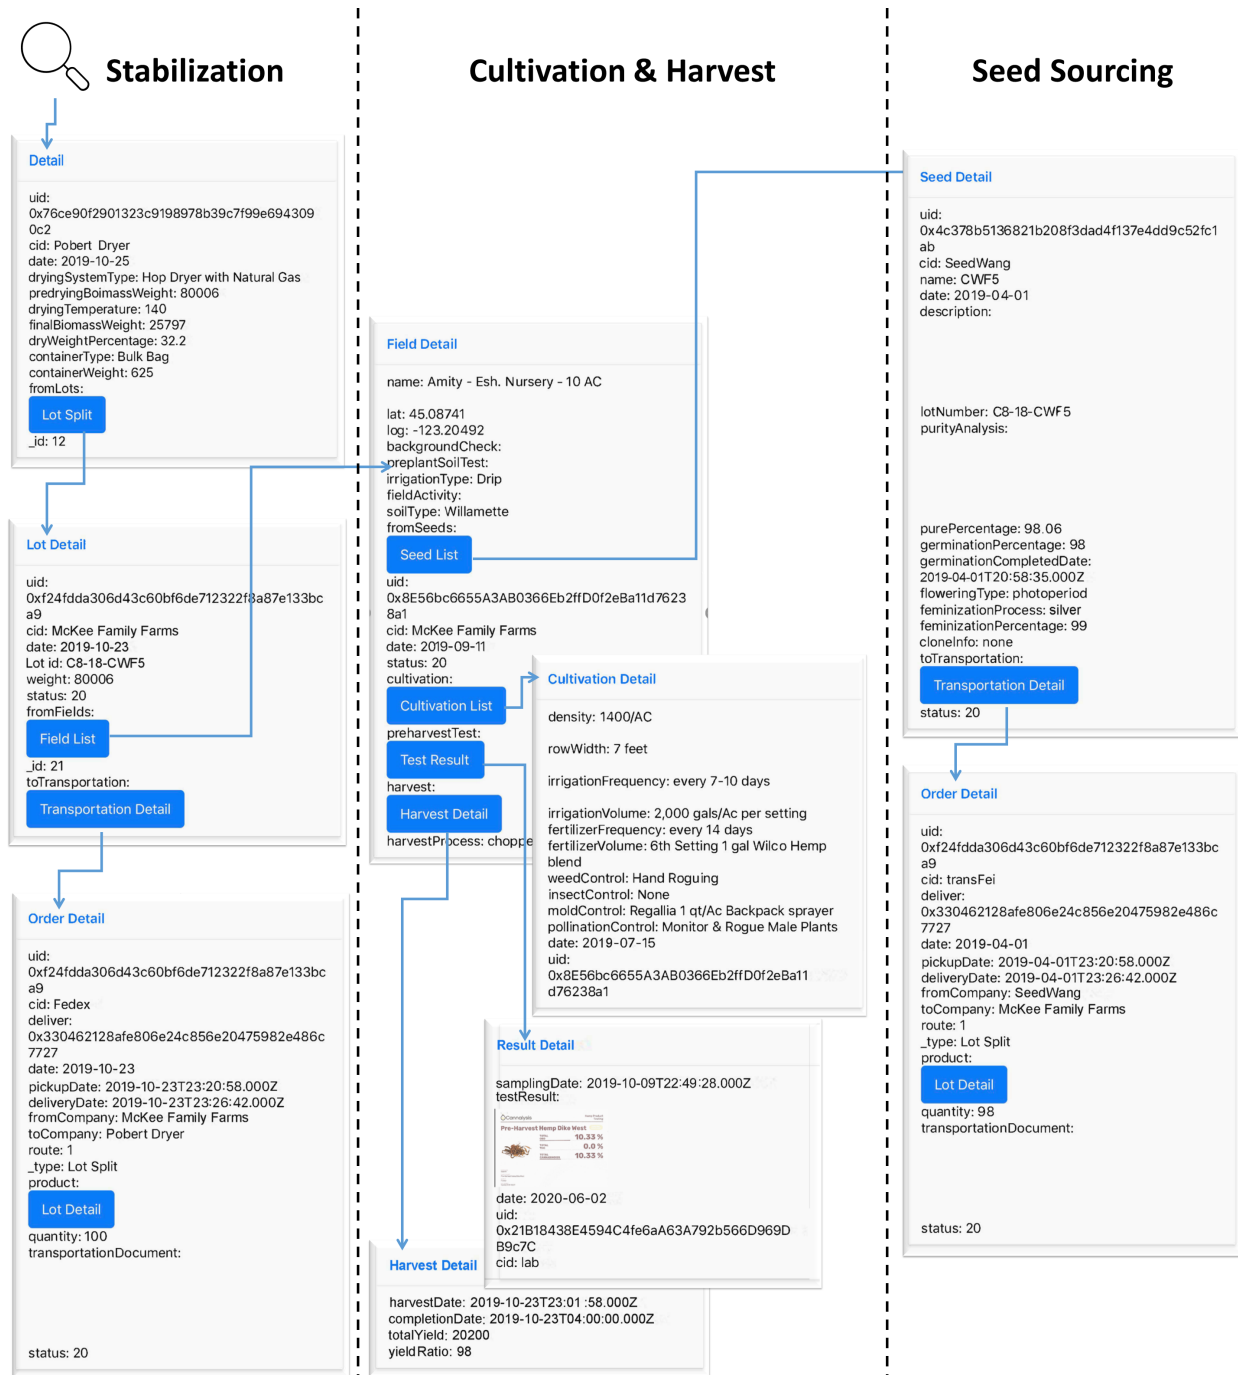 Stabilization
Cultivation & Harvest
Seed Sourcing
Detail
uid:
0x76ce90f2901323c9198978b39c7f99e694309
0c2
cid: Pobert Dryer
date: 2019-10-25
dryingSystemType: Hop Dryer with Natural Gas
predryingBoimassWeight: 80006
dryingTemperature: 140
finalBiomassWeight: 25797
dryWeightPercentage: 32.2
containerType: Bulk Bag
containerWeight: 625
fromLots:
Lot Split
_id: 12
Lot Detail
uid:
0xf24fdda306d43c60bf6de712322f8a87e133bc
a9
cid: McKee Family Farms
date: 2019-10-23
Lot id: C8-18-CWF5
weight: 80006
status: 20
fromFields:
Field List
_id: 21
toTransportation:
Transportation Detail
Order Detail
uid:
0xf24fdda306d43c60bf6de712322f8a87e133bc
a9
cid: Fedex
deliver:
0x330462128afe806e24c856e20475982e486c
7727
date: 2019-10-23
pickupDate: 2019-10-23T23:20:58.000Z
deliveryDate: 2019-10-23T23:26:42.000Z
fromCompany: McKee Family Farms
toCompany: Pobert Dryer
route: 1
_type: Lot Split
product:
Lot Detail
quantity: 100
transportationDocument:
status: 20
Field Detail
name: Amity - Esh. Nursery - 10 AC
lat: 45.08741
log: -123.20492
backgroundCheck:
preplantSoilTest:
irrigationType: Drip
fieldActivity:
soilType: Willamette
fromSeeds:
Seed List
uid:
0x8E56bc6655A3AB0366Eb2ffD0f2eBa11d7623
8a1
cid: McKee Family Farms
date: 2019-09-11
status: 20
cultivation:
Cultivation List
preharvestTest:
Test Result
harvest:
Harvest Detail
harvestProcess: choppe
Cultivation Detail
density: 1400/AC
rowWidth: 7 feet
irrigationFrequency: every 7-10 days
irrigationVolume: 2,000 gals/Ac per setting
fertilizerFrequency: every 14 days
fertilizerVolume: 6th Setting 1 gal Wilco Hemp
blend
weedControl: Hand Roguing
insectControl: None
moldControl: Regallia 1 qt/Ac Backpack sprayer
pollinationControl: Monitor & Rogue Male Plants
date: 2019-07-15
uid:
0x8E56bc6655A3AB0366Eb2ffD0f2eBa11
d76238a1
Result Detail
samplingDate: 2019-10-09T22:49:28.000Z
testResult:
Cannalysis
Pre-Harvest Hemp Dike West
10.33 %
0.0 %
10.33 %
date: 2020-06-02
uid:
0x21B18438E4594C4fe6aA63A792b566D969D
B9c7C
cid: lab
Harvest Detail
harvestDate: 2019-10-23T23:01:58.000Z
completionDate: 2019-10-23T04:00:00.000Z
totalYield: 20200
yieldRatio: 98
Seed Detail
uid:
0x4c378b5136821b208f3dad4f137e4dd9c52fc1
ab
cid: SeedWang
name: CWF5
date: 2019-04-01
description:
lotNumber: C8-18-CWF5
purityAnalysis:
purePercentage: 98.06
germinationPercentage: 98
germinationCompletedDate:
2019-04-01T20:58:35.000Z
floweringType: photoperiod
feminizationProcess: silver
feminizationPercentage: 99
cloneInfo: none
toTransportation:
Transportation Detail
status: 20
Order Detail
uid:
0xf24fdda306d43c60bf6de712322f8a87e133bc
a9
cid: transFei
deliver:
0x330462128afe806e24c856e20475982e486c
7727
date: 2019-04-01
pickupDate: 2019-04-01T23:20:58.000Z
deliveryDate: 2019-04-01T23:26:42.000Z
fromCompany: SeedWang
toCompany: McKee Family Farms
route: 1
_type: Lot Split
product:
Lot Detail
quantity: 98
transportationDocument:
status: 20